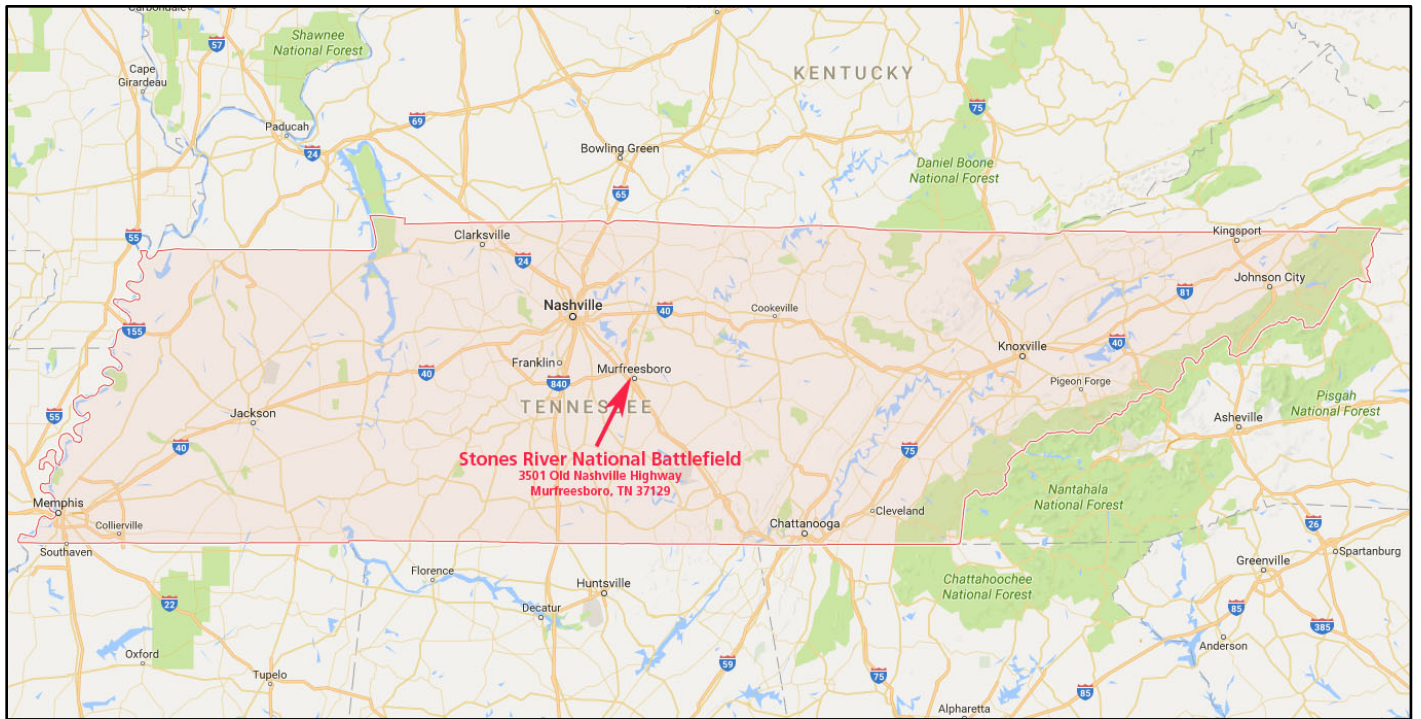 Carbondale
Shawnee
National Forest
57
Cape
Girardeau
KENTUCKY
75
69
Paducah
24
Bowling Green
Daniel Boone
National Forest
65
55
Clarksville
Kingsport
24
Johnson City
81
Nashville
40
Cookeville
155
40
Knoxville
Franklin
Murfreesboro
40
840
Pigeon Forge
Pisgah
National Forest
TENNESSEE
55
Jackson
Asheville
40
75
Stones River National Battlefield
3501 Old Nashville Highway
Murfreesboro, TN 37129
Nantahala
National Forest
Memphis
Cleveland
Collierville
Chattanooga
26
Southaven
Spartanburg
Florence
Huntsville
Greenville
Chattahoochee
National Forest
22
Decatur
85
385
Anderson
Oxford
59
Tupelo
75
85
Alpharetta